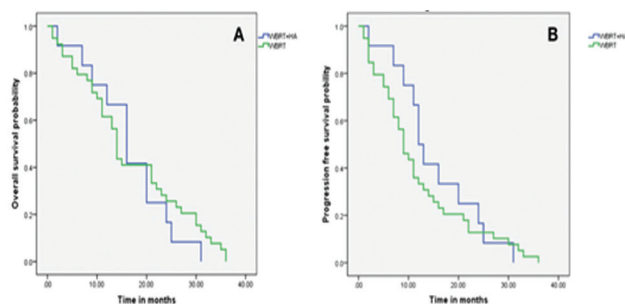 A
WBRT+HA
WBRT
Overall survival probability
1.0
0.8
0.6
0.4
0.2
0.0
.00 10.00 20.00 30.00 40.00
Time in months
B
WBRT+HA
WBRT
Progression free survival probability
1.0
0.8
0.6
0.4
0.2
0.0
.00 10.00 20.00 30.00 40.00
Time in months